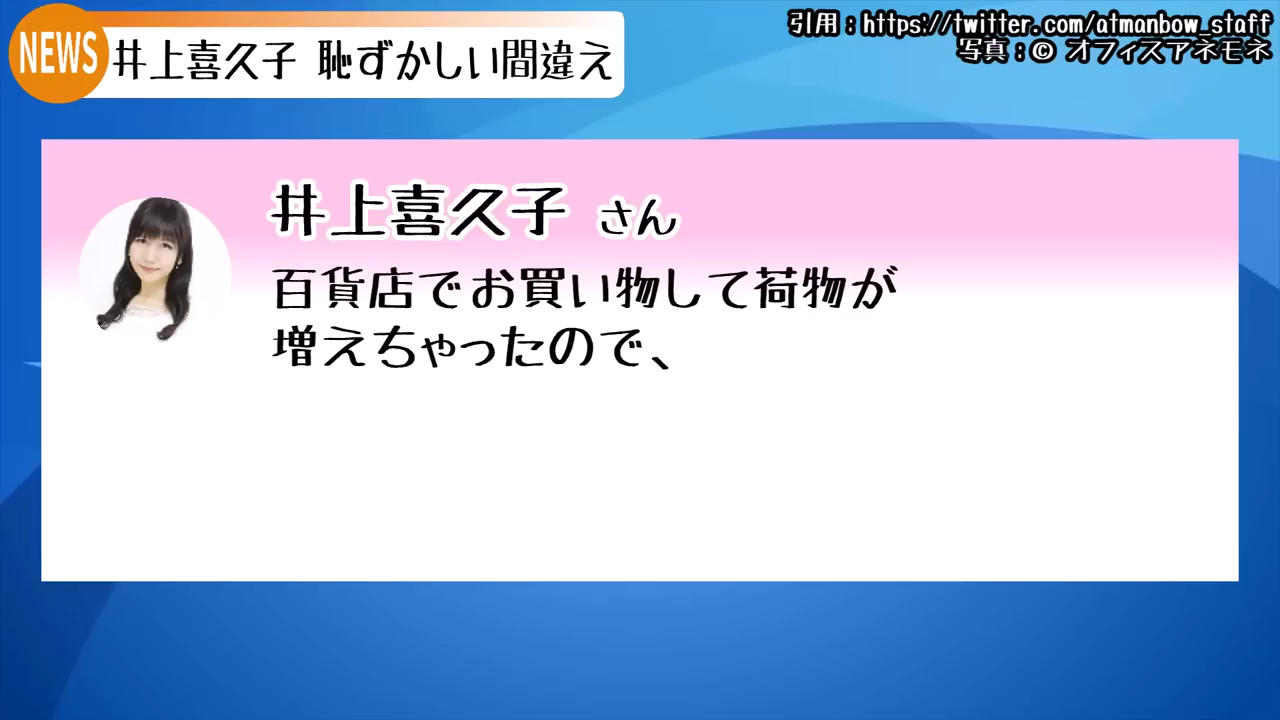 NEWS
井上喜久子 恥ずかしい間違え
引用：https://twitter.com/atmanbow_staff
写真：© オフィスアネモネ
井上喜久子 さん
百貨店でお買い物して荷物が
増えちゃったので、